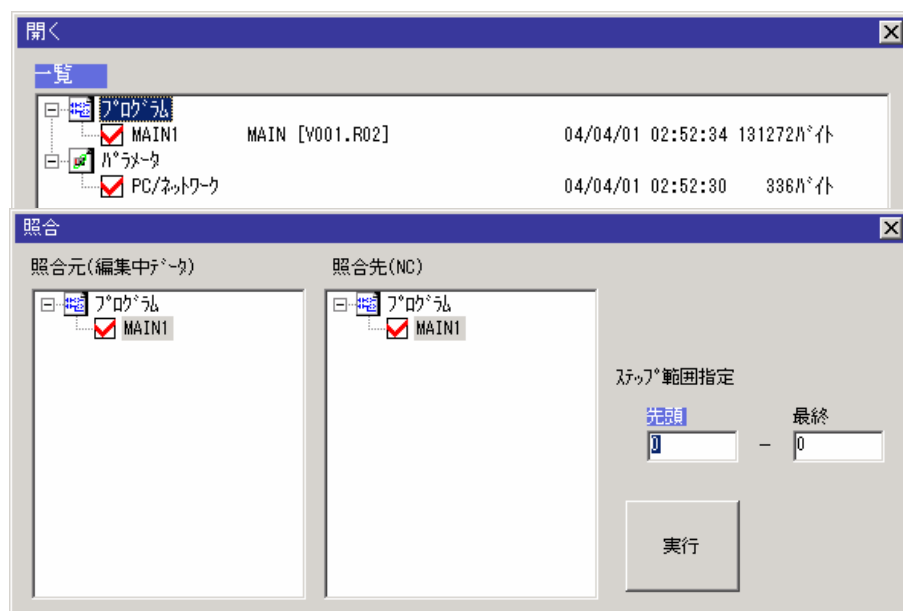 開く
一覧
ﾌﾟﾛｸﾞﾗﾑ
MAIN1 MAIN [V001.R02] 04/04/01 02:52:34 131272ﾊﾞｲﾄ
ﾊﾟﾗﾒｰﾀ
PC/ﾈｯﾄﾜｰｸ 04/04/01 02:52:30 336ﾊﾞｲﾄ
照合
照合元(編集中ﾃﾞｰﾀ) 照合先(NC)
ﾌﾟﾛｸﾞﾗﾑ ﾌﾟﾛｸﾞﾗﾑ
MAIN1 MAIN1
ｽﾃｯﾌﾟ範囲指定
先頭 最終
0 - 0
実行